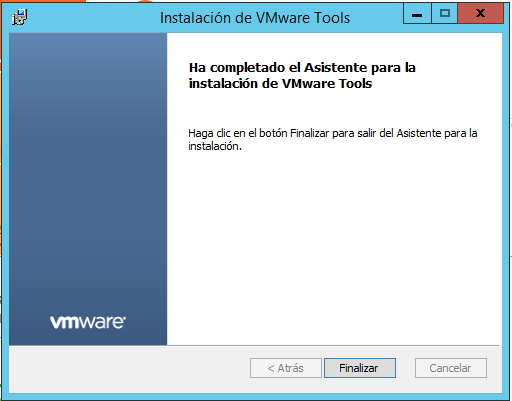 Instalación de VMware Tools
x
Ha completado el Asistente para la
instalación de VMware Tools
Haga clic en el botón Finalizar para salir del Asistente para la
instalación.
vmware®
< Atrás
Finalizar
Cancelar